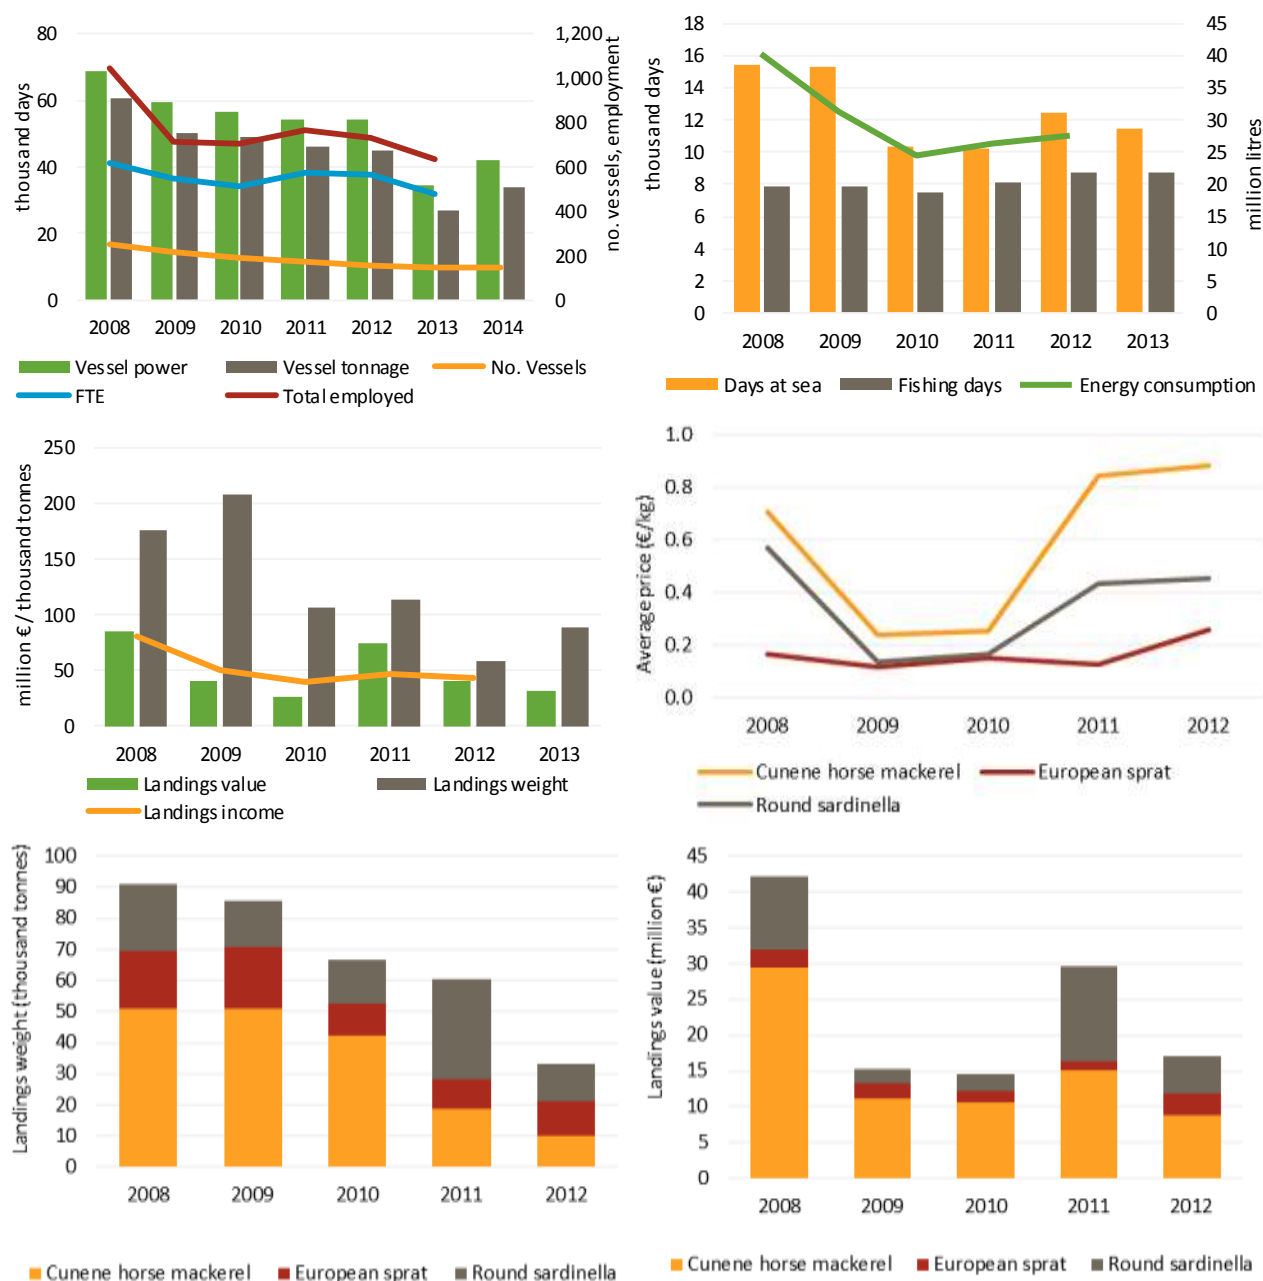 80 1,200
60 1,000
800
40 600
400
20 200
0 0
thousand days
no. vessels, employment
2008 2009 2010 2011 2012 2013 2014
Vessel power Vessel tonnage No. Vessels
FTE Total employed
18 45
16 40
14 35
12 30
10 25
8 20
6 15
4 10
2 5
0 0
thousand days
million litres
2008 2009 2010 2011 2012 2013
Days at sea Fishing days Energy consumption
250
200
150
100
50
0
million € / thousand tonnes
2008 2009 2010 2011 2012 2013
Landings value Landings weight
Landings income
1.0
0.8
0.6
0.4
0.2
0.0
Average price (€/kg)
2008 2009 2010 2011 2012
Cunene horse mackerel European sprat
Round sardinella
100
90
80
70
60
50
40
30
20
10
0
Landings weight (thousand tonnes)
2008 2009 2010 2011 2012
Cunene horse mackerel European sprat Round sardinella
45
40
35
30
25
20
15
10
5
0
Landings value (million €)
2008 2009 2010 2011 2012
Cunene horse mackerel European sprat Round sardinella